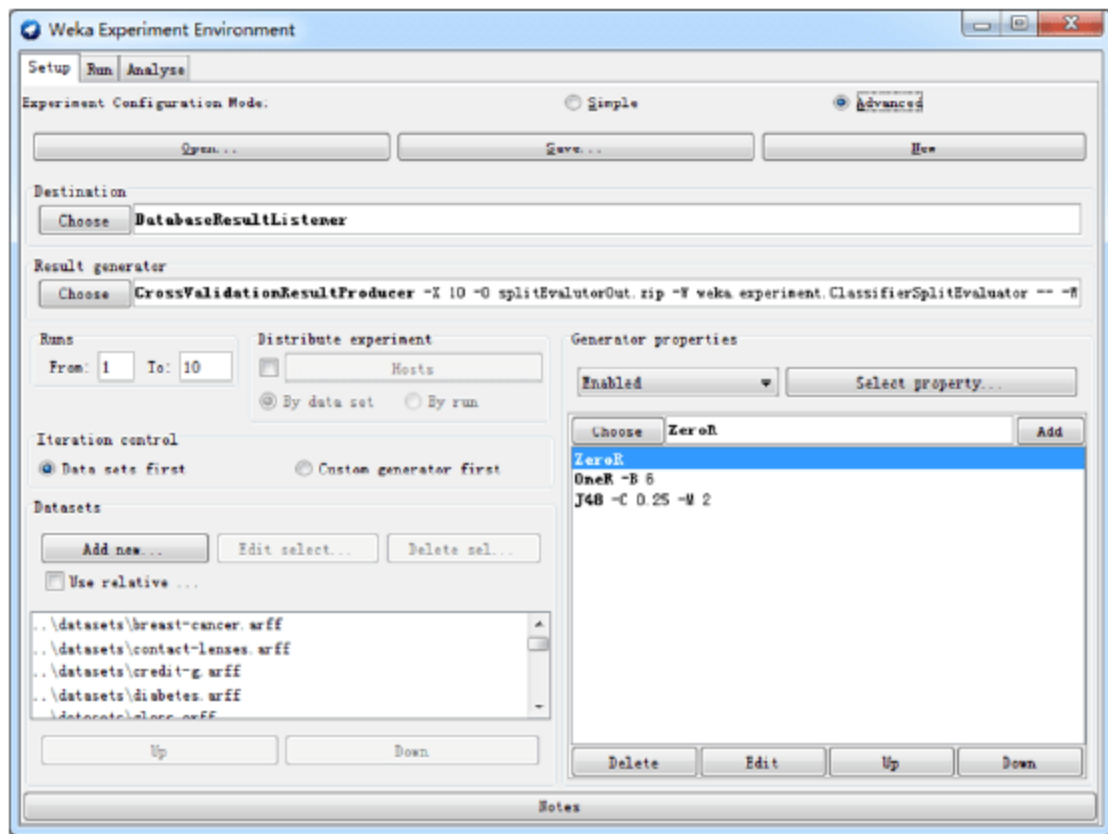 Weka Experiment Environment
Setup Run Analyse
Experiment Configuration Mode: Simple Advanced
Open... Save... New
Destination
Choose DatabaseResultListener
Result generator
Choose CrossValidationResultProducer -X 10 -O splitEvalutorOut.zip -W weka.experiment.ClassifierSplitEvaluator -- -W
Runs
From: 1 To: 10
Distribute experiment
Hosts
By data set By run
Generator properties
Enabled Select property...
Choose ZeroR Add
ZeroR
OneR -B 6
J48 -C 0.25 -M 2
Delete Edit Up Down
Iteration control
Data sets first Custom generator first
Datasets
Add new... Edit select... Delete sel...
Use relative ...
..\datasets\breast-cancer.arff
..\datasets\contact-lenses.arff
..\datasets\credit-g.arff
..\datasets\diabetes.arff
..\datasets\glass.arff
Up Down
Notes